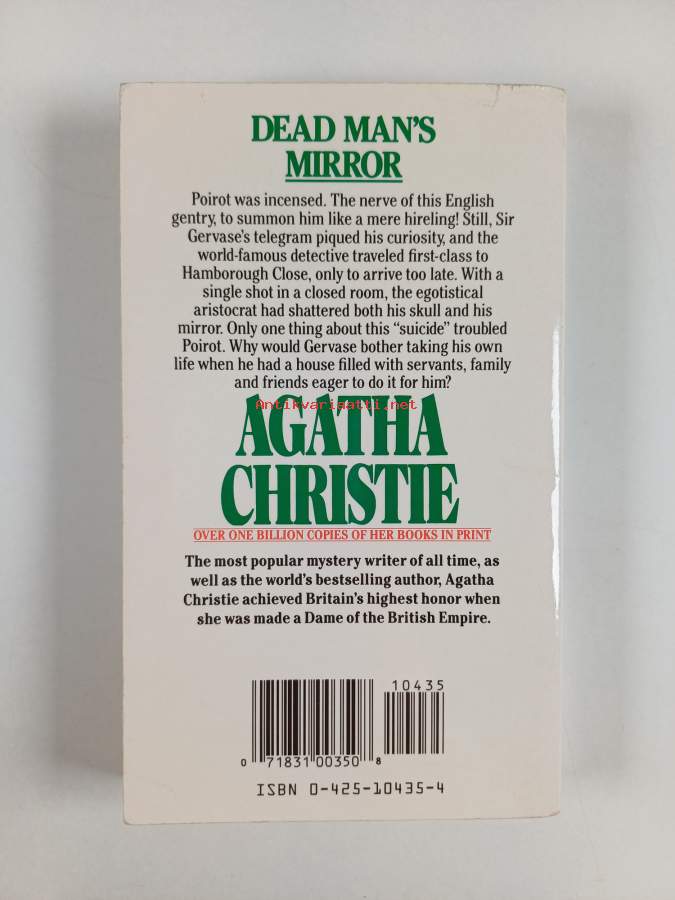 DEAD MAN'S
MIRROR
Poirot was incensed. The nerve of this English
gentry, to summon him like a mere hireling! Still, Sir
Gervase's telegram piqued his curiosity, and the
world-famous detective traveled first-class to
Hamborough Close, only to arrive too late. With a
single shot in a closed room, the egotistical
aristocrat had shattered both his skull and his
mirror. Only one thing about this “suicide” troubled
Poirot. Why would Gervase bother taking his own
life when he had a house filled with servants, family
and friends eager to do it for him?
Antikvariaatti.net
AGATHA
CHRISTIE
OVER ONE BILLION COPIES OF HER BOOKS IN PRINT
The most popular mystery writer of all time, as
well as the world's bestselling author, Agatha
Christie achieved Britain's highest honor when
she was made a Dame of the British Empire.
10435
0 71831 00350 8
ISBN 0-425-10435-4